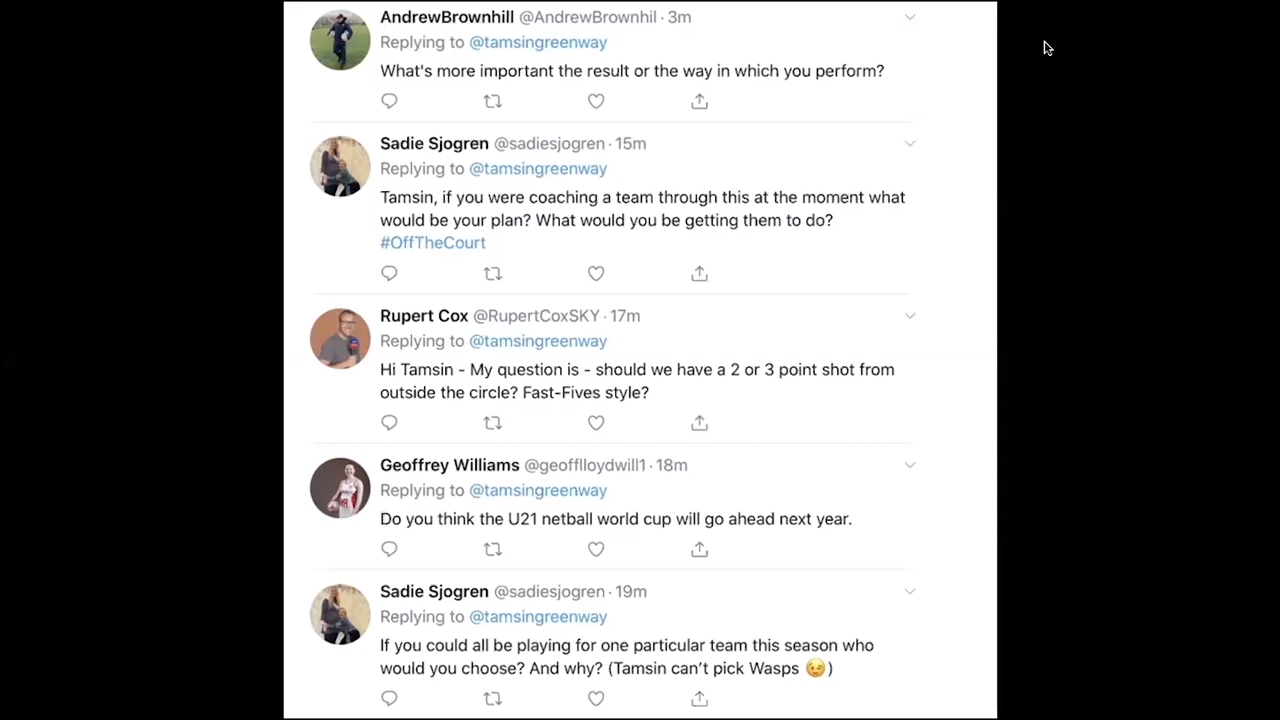 AndrewBrownhill @AndrewBrownhil · 3m
Replying to @tamsingreenway
What's more important the result or the way in which you perform?
Sadie Sjogren @sadiesjogren · 15m
Replying to @tamsingreenway
Tamsin, if you were coaching a team through this at the moment what
would be your plan? What would you be getting them to do?
#OffTheCourt
Rupert Cox @RupertCoxSKY · 17m
Replying to @tamsingreenway
Hi Tamsin - My question is - should we have a 2 or 3 point shot from
outside the circle? Fast-Fives style?
Geoffrey Williams @geofflloydwill1 · 18m
Replying to @tamsingreenway
Do you think the U21 netball world cup will go ahead next year.
Sadie Sjogren @sadiesjogren · 19m
Replying to @tamsingreenway
If you could all be playing for one particular team this season who
would you choose? And why? (Tamsin can't pick Wasps 😉)